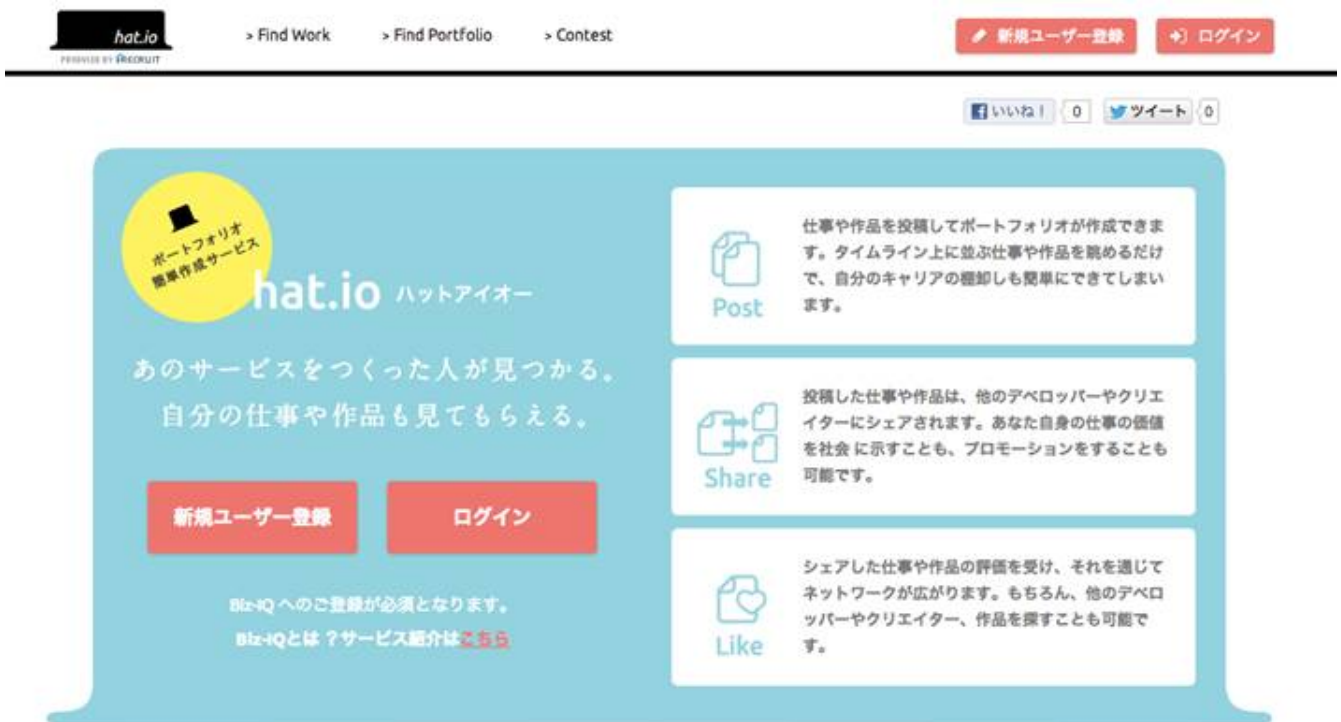 hat.io
> Find Work
> Find Portfolio
> Contest
新規ユーザー登録
ログイン
PROVIDED BY RECRUIT
いいね! 0
ツイート 0
ポートフォリオ
簡単作成サービス
hat.io ハットアイオー
あのサービスをつくった人が見つかる。
自分の仕事や作品も見てもらえる。
新規ユーザー登録
ログイン
Biz-IQ へのご登録が必須となります。
Biz-IQとは？サービス紹介はこちら
仕事や作品を投稿してポートフォリオが作成できま
す。タイムライン上に並ぶ仕事や作品を眺めるだけ
で、自分のキャリアの棚卸しも簡単にできてしまい
ます。
Post
投稿した仕事や作品は、他のデベロッパーやクリエ
イターにシェアされます。あなた自身の仕事の価値
を社会 に示すことも、プロモーションをすることも
可能です。
Share
シェアした仕事や作品の評価を受け、それを通じて
ネットワークが広がります。もちろん、他のデベロ
ッパーやクリエイター、作品を探すことも可能で
す。
Like